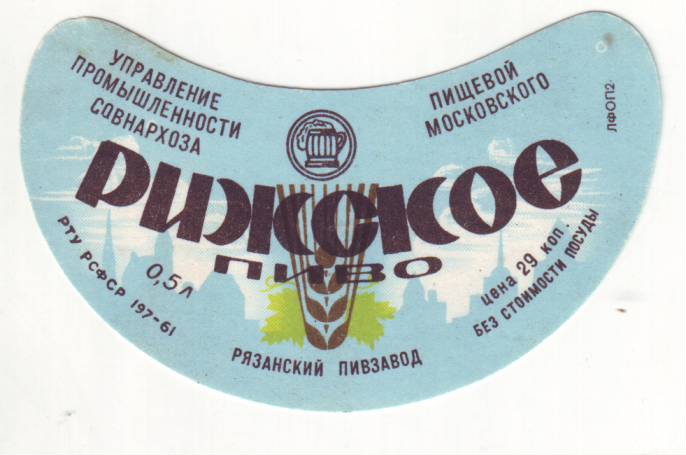 УПРАВЛЕНИЕ ПИЩЕВОЙ
ПРОМЫШЛЕННОСТИ МОСКОВСКОГО
СОВНАРХОЗА
ЛФОП2
РИЖСКОЕ
ПИВО
РТУ РСФСР 197-61
0,5л
цена 29 коп.
БЕЗ СТОИМОСТИ ПОСУДЫ
РЯЗАНСКИЙ ПИВЗАВОД